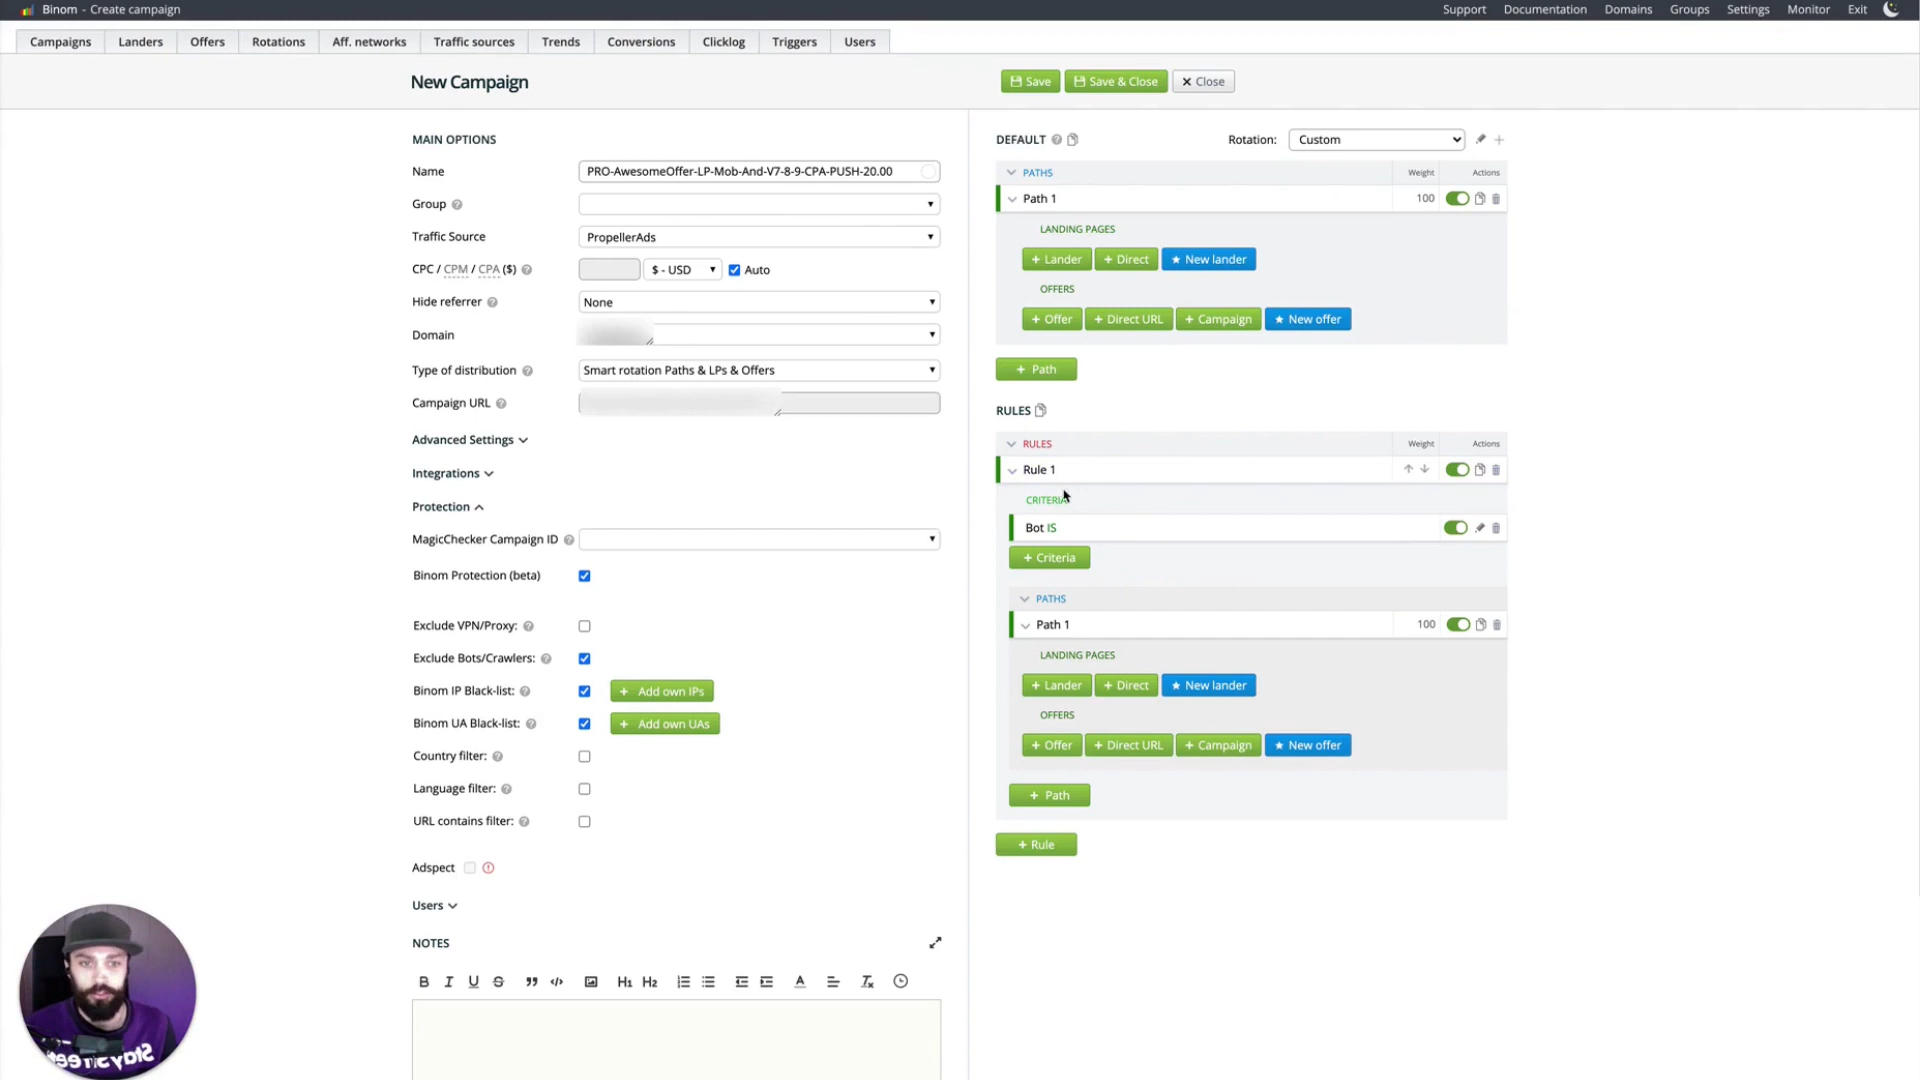 Binom - Create campaign Support Documentation Domains Groups Settings Monitor Exit
Campaigns Landers Offers Rotations Aff. networks Traffic sources Trends Conversions Clicklog Triggers Users
New Campaign Save Save & Close Close
MAIN OPTIONS
Name PRO-AwesomeOffer-LP-Mob-And-V7-8-9-CPA-PUSH-20.00
Group
Traffic Source PropellerAds
CPC / CPM / CPA ($) $ - USD Auto
Hide referrer None
Domain
Type of distribution Smart rotation Paths & LPs & Offers
Campaign URL
Advanced Settings
Integrations
Protection
MagicChecker Campaign ID
Binom Protection (beta)
Exclude VPN/Proxy:
Exclude Bots/Crawlers:
Binom IP Black-list: + Add own IPs
Binom UA Black-list: + Add own UAs
Country filter:
Language filter:
URL contains filter:
Adspect
Users
NOTES
B I U S H1 H2 A
DEFAULT Rotation: Custom
PATHS Weight Actions
Path 1 100
LANDING PAGES
+ Lander + Direct New lander
OFFERS
+ Offer + Direct URL + Campaign New offer
+ Path
RULES
RULES Weight Actions
Rule 1
CRITERIA
Bot IS
+ Criteria
PATHS
Path 1 100
LANDING PAGES
+ Lander + Direct New lander
OFFERS
+ Offer + Direct URL + Campaign New offer
+ Path
+ Rule